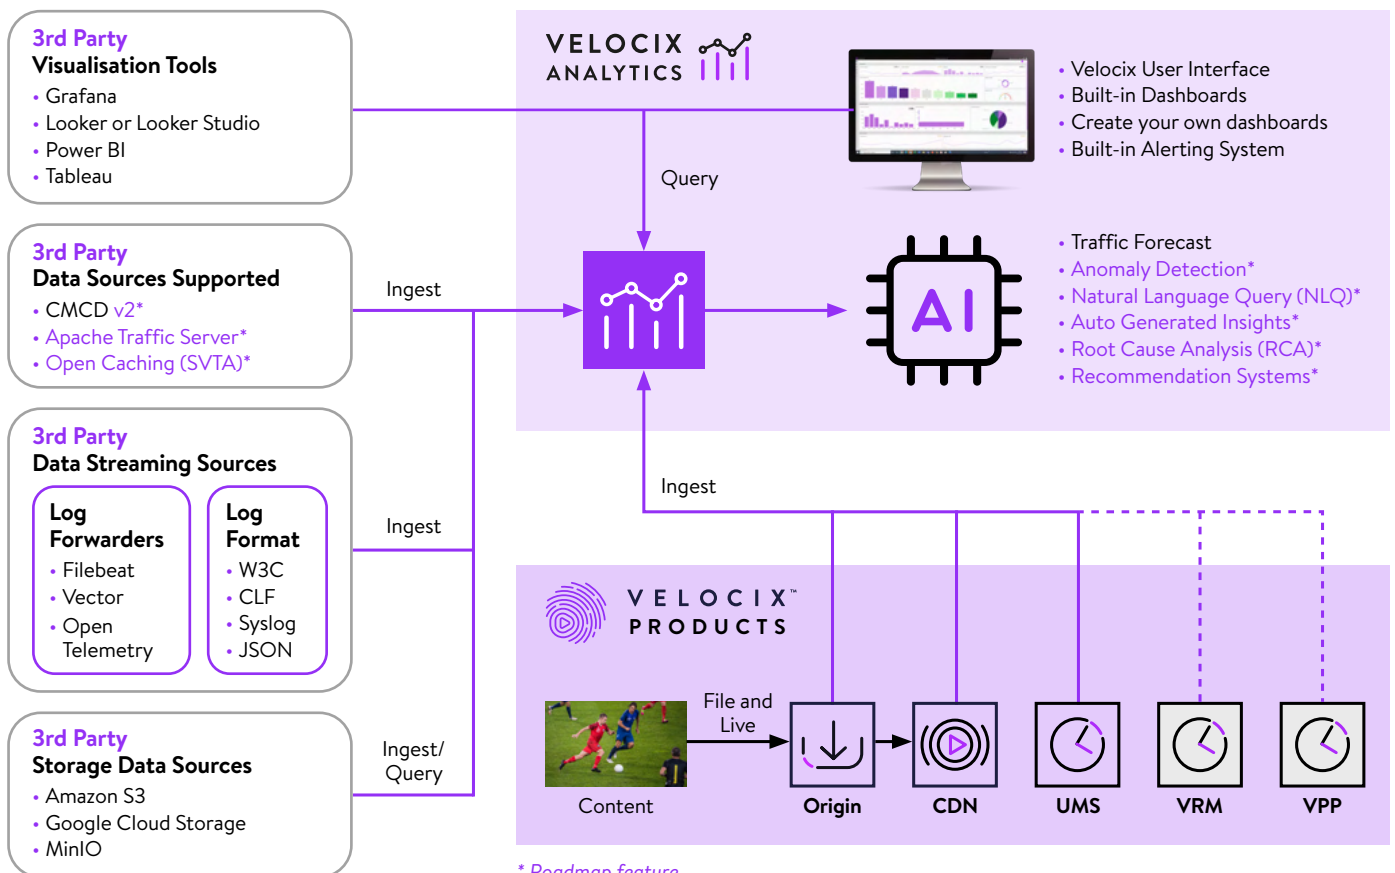 3rd Party
Visualisation Tools
• Grafana
• Looker or Looker Studio
• Power BI
• Tableau
3rd Party
Data Sources Supported
• CMCD v2*
• Apache Traffic Server*
• Open Caching (SVTA)*
3rd Party
Data Streaming Sources
Log
Forwarders
• Filebeat
• Vector
• Open
Telemetry
Log
Format
• W3C
• CLF
• Syslog
• JSON
3rd Party
Storage Data Sources
• Amazon S3
• Google Cloud Storage
• MinIO
Ingest
Ingest
Ingest/
Query
VELOCIX
ANALYTICS
• Velocix User Interface
• Built-in Dashboards
• Create your own dashboards
• Built-in Alerting System
Query
AI
• Traffic Forecast
• Anomaly Detection*
• Natural Language Query (NLQ)*
• Auto Generated Insights*
• Root Cause Analysis (RCA)*
• Recommendation Systems*
Ingest
VELOCIX™
PRODUCTS
File and
Live
Content
Origin
CDN
UMS
VRM
VPP
* Roadmap feature